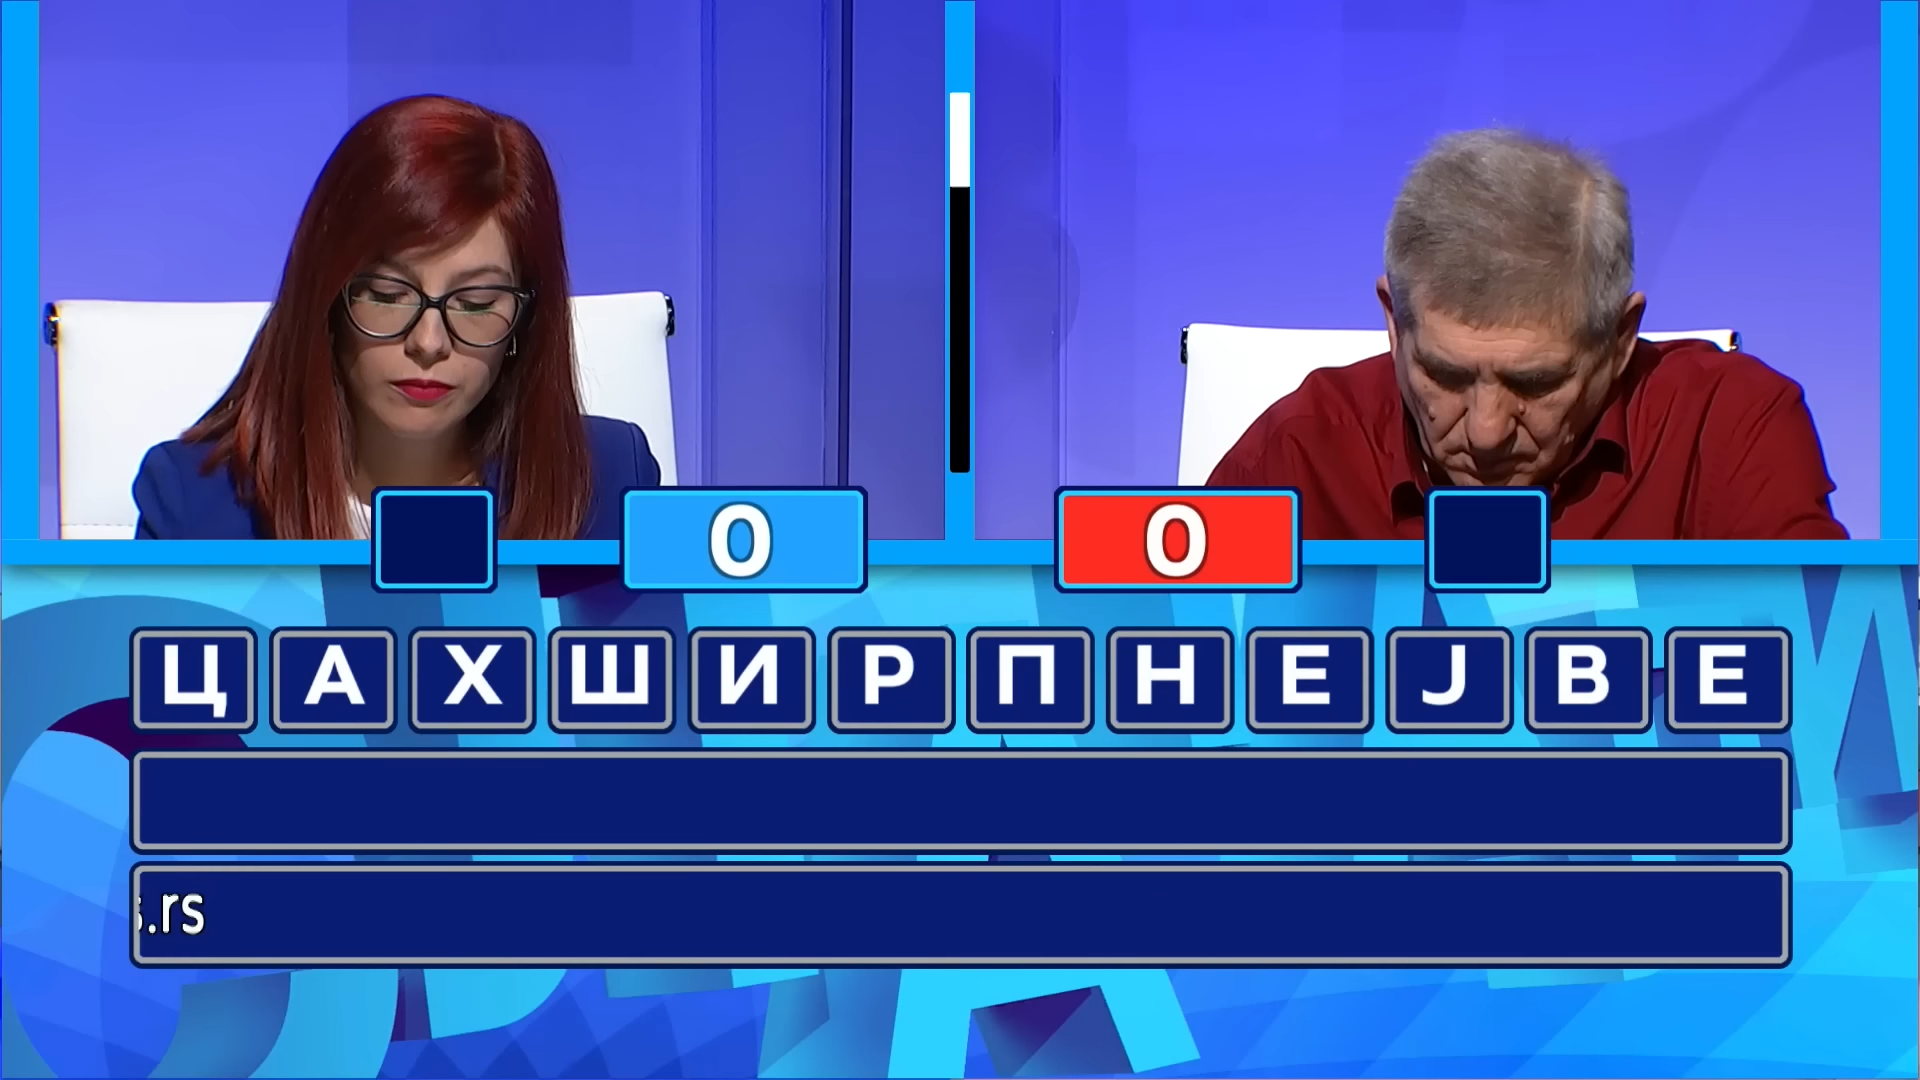 0 0
Ц А Х Ш И Р П Н Е Ј В Е
.rs